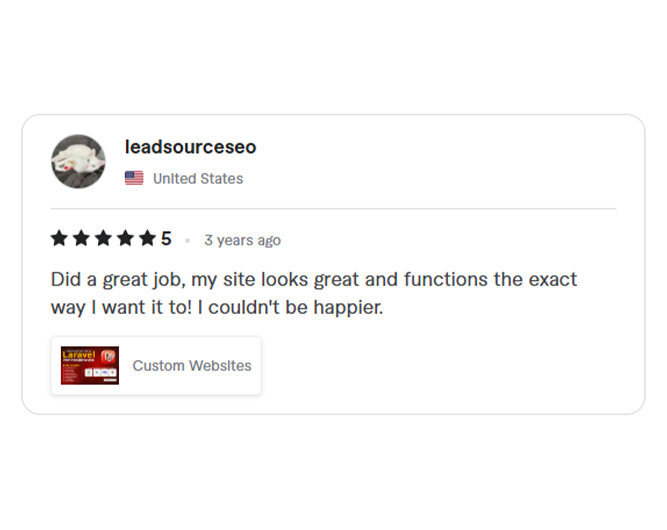 leadsourceseo
United States
5 • 3 years ago
Did a great job, my site looks great and functions the exact
way I want it to! I couldn't be happier.
Laravel
Custom Websites